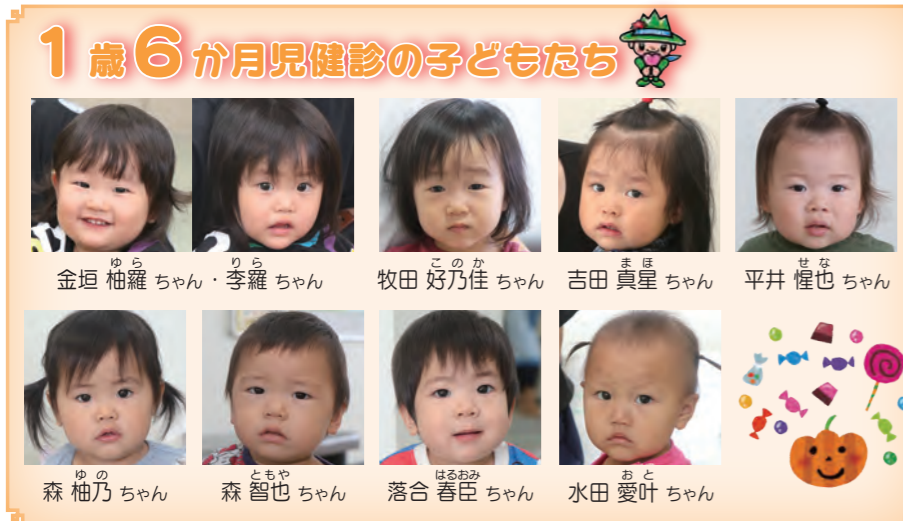 1歳6か月児健診の子どもたち
ゆら りら
金垣 柚羅 ちゃん・李羅 ちゃん
このか
牧田 好乃佳 ちゃん
まほ
吉田 真星 ちゃん
せな
平井 惺也 ちゃん
ゆの
森 柚乃 ちゃん
ともや
森 智也 ちゃん
はるおみ
落合 春臣 ちゃん
おと
水田 愛叶 ちゃん